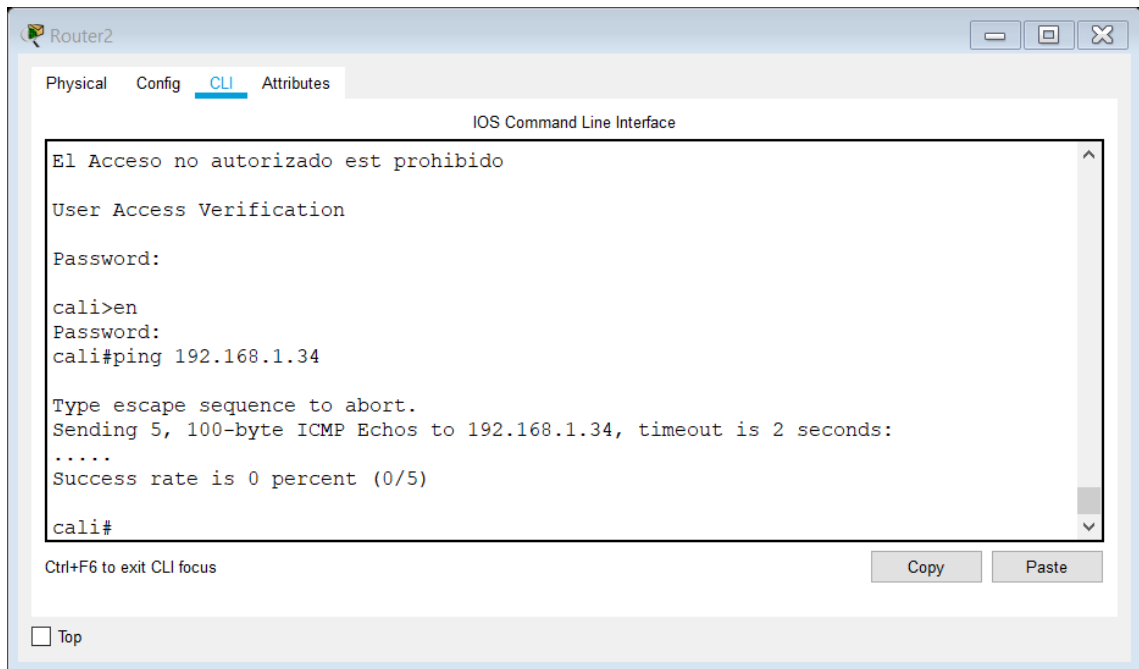 Router2
Physical Config CLI Attributes
IOS Command Line Interface
El Acceso no autorizado est prohibido
User Access Verification
Password:
cali>en
Password:
cali#ping 192.168.1.34
Type escape sequence to abort.
Sending 5, 100-byte ICMP Echos to 192.168.1.34, timeout is 2 seconds:
.....
Success rate is 0 percent (0/5)
cali#
Ctrl+F6 to exit CLI focus
Copy Paste
Top